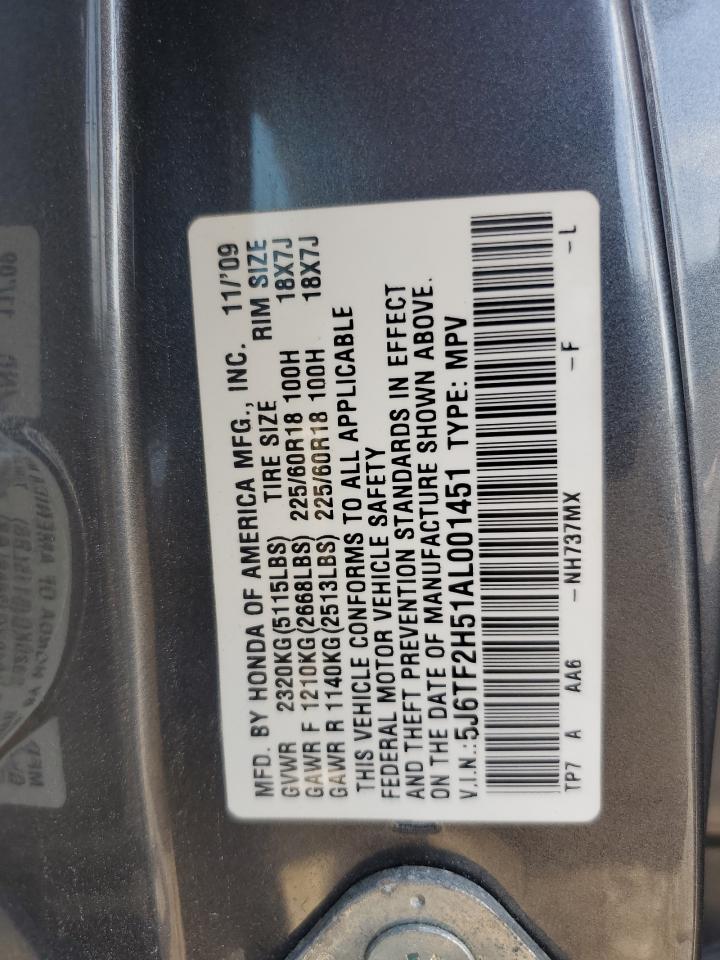 MFD. BY HONDA OF AMERICA MFG., INC. 11/'09
GVWR 2320KG(5115LBS) TIRE SIZE RIM SIZE
GAWR F 1210KG(2668LBS) 225/60R18 100H 18X7J
GAWR R 1140KG(2513LBS) 225/60R18 100H 18X7J
THIS VEHICLE CONFORMS TO ALL APPLICABLE
FEDERAL MOTOR VEHICLE SAFETY
AND THEFT PREVENTION STANDARDS IN EFFECT
ON THE DATE OF MANUFACTURE SHOWN ABOVE.
V.I.N.:5J6TF2H51AL001451 TYPE: MPV
TP7 A AA6 -NH737MX -F -L